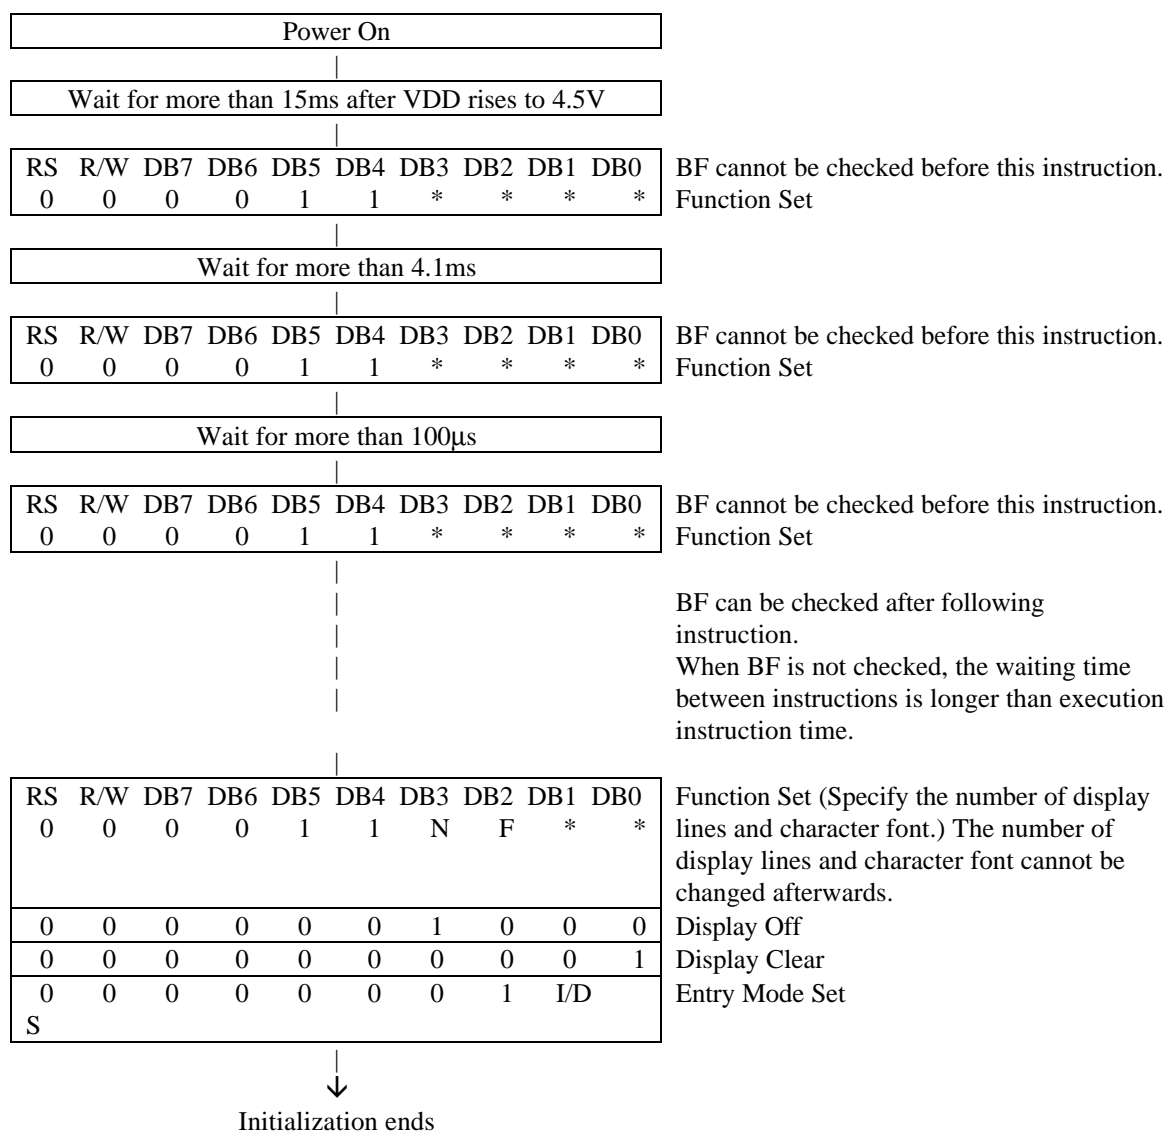 Power On
Wait for more than 15ms after VDD rises to 4.5V
RS R/W DB7 DB6 DB5 DB4 DB3 DB2 DB1 DB0 BF cannot be checked before this instruction.
0 0 0 0 1 1 * * * * Function Set
Wait for more than 4.1ms
RS R/W DB7 DB6 DB5 DB4 DB3 DB2 DB1 DB0 BF cannot be checked before this instruction.
0 0 0 0 1 1 * * * * Function Set
Wait for more than 100μs
RS R/W DB7 DB6 DB5 DB4 DB3 DB2 DB1 DB0 BF cannot be checked before this instruction.
0 0 0 0 1 1 * * * * Function Set
BF can be checked after following
instruction.
When BF is not checked, the waiting time
between instructions is longer than execution
instruction time.
RS R/W DB7 DB6 DB5 DB4 DB3 DB2 DB1 DB0 Function Set (Specify the number of display
0 0 0 0 1 1 N F * * lines and character font.) The number of
display lines and character font cannot be
changed afterwards.
0 0 0 0 0 0 1 0 0 0 Display Off
0 0 0 0 0 0 0 0 0 1 Display Clear
0 0 0 0 0 0 0 1 I/D Entry Mode Set
S
Initialization ends